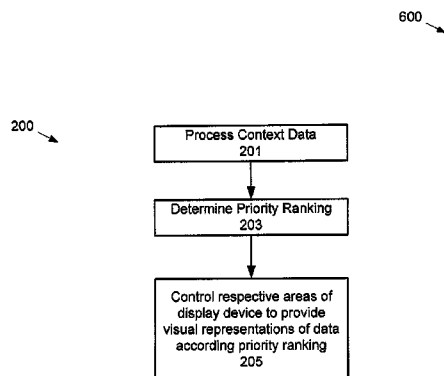 600
200
Process Context Data
201
Determine Priority Ranking
203
Control respective areas of
display device to provide
visual representations of data
according priority ranking
205